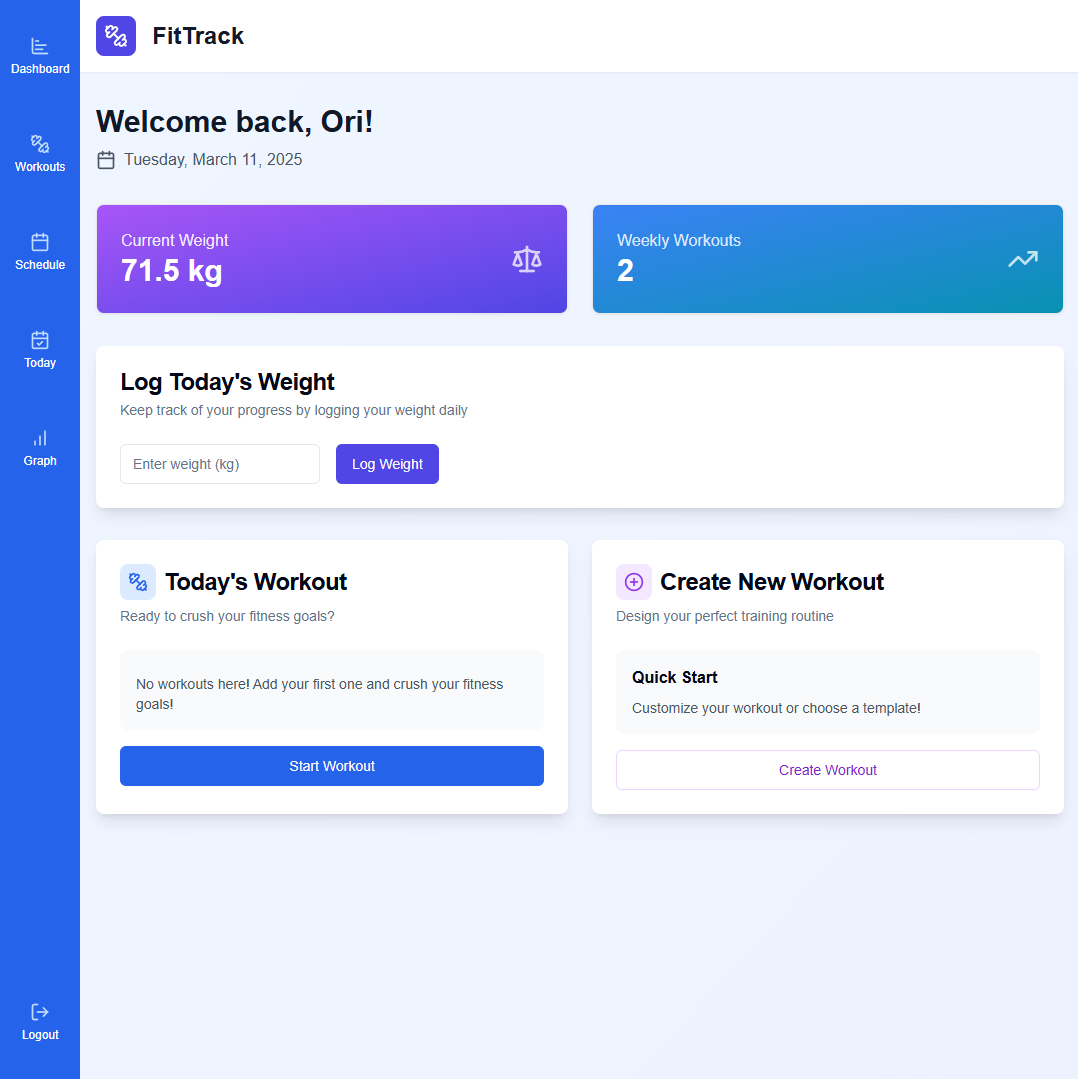 FitTrack
Dashboard
Workouts
Schedule
Today
Graph
Logout
Welcome back, Ori!
Tuesday, March 11, 2025
Current Weight
71.5 kg
Weekly Workouts
2
Log Today's Weight
Keep track of your progress by logging your weight daily
Enter weight (kg)
Log Weight
Today's Workout
Ready to crush your fitness goals?
No workouts here! Add your first one and crush your fitness
goals!
Start Workout
Create New Workout
Design your perfect training routine
Quick Start
Customize your workout or choose a template!
Create Workout